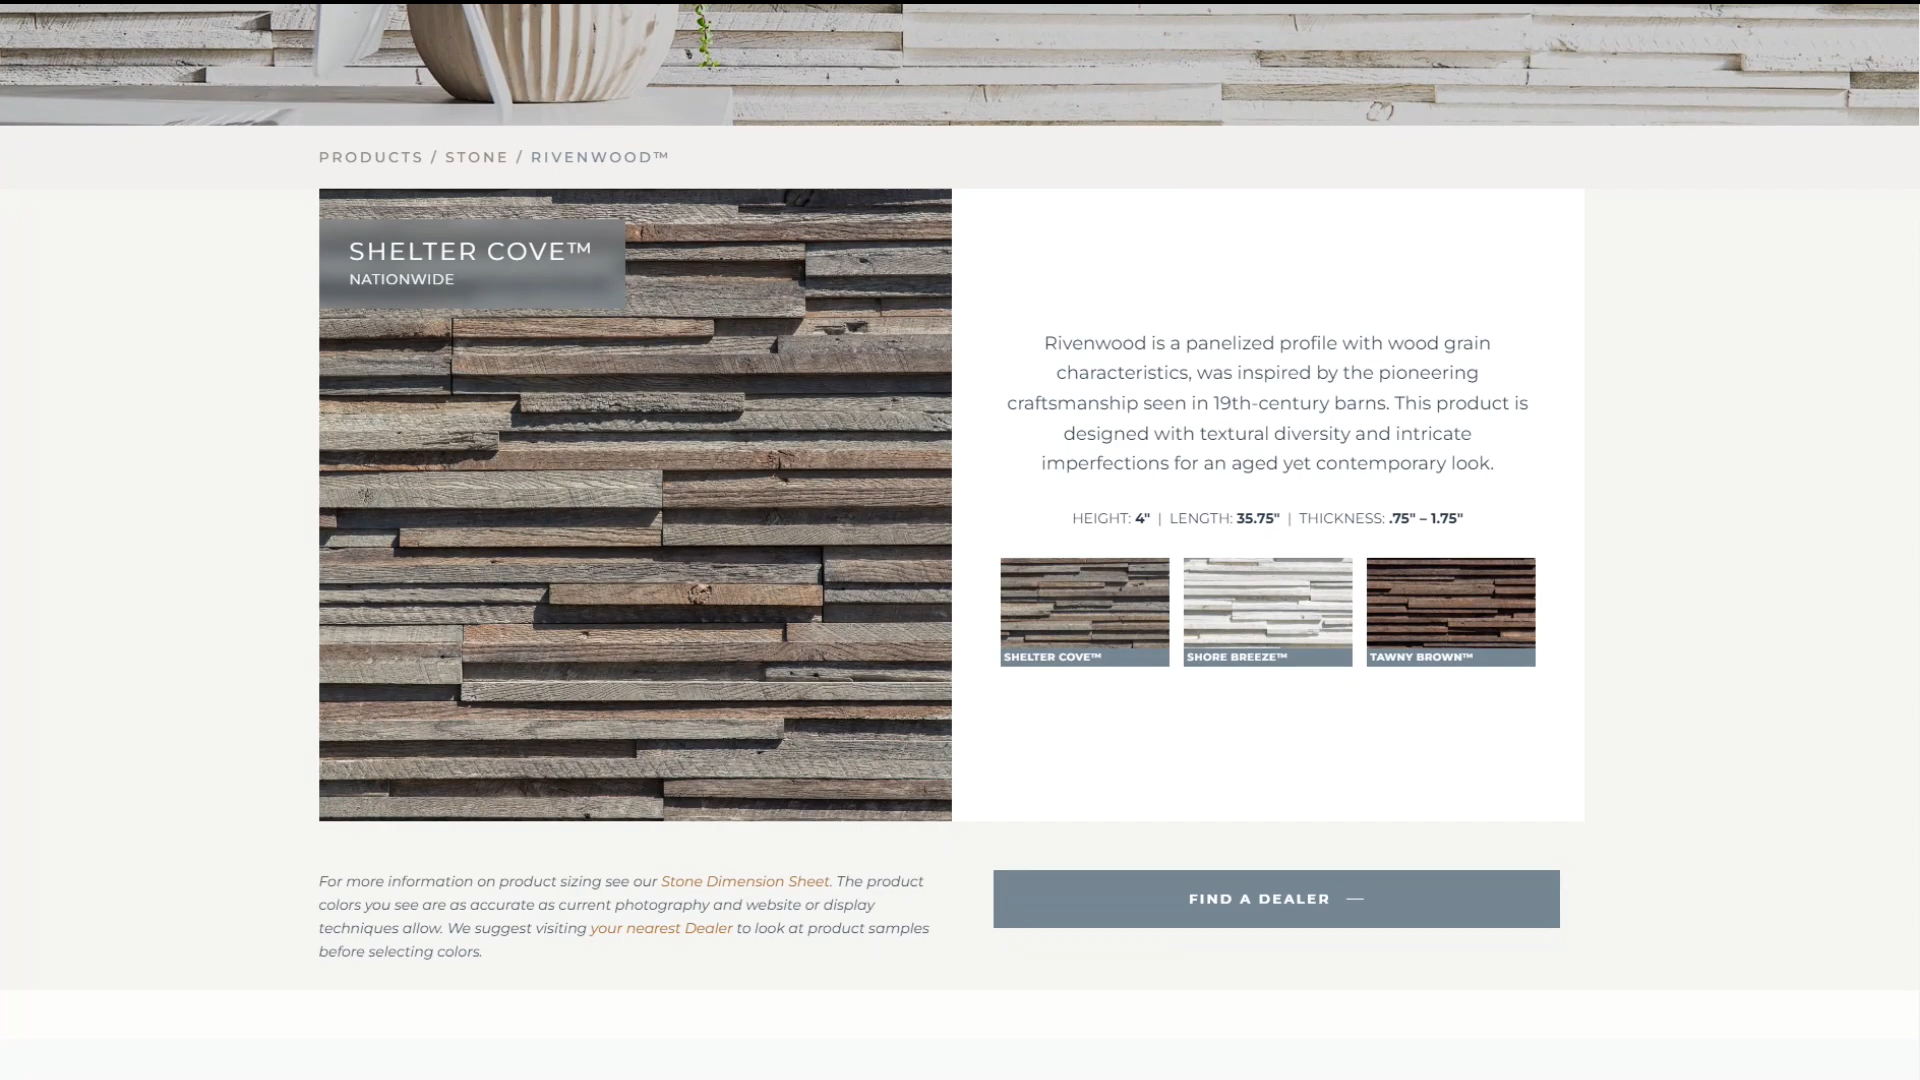 PRODUCTS / STONE / RIVENWOOD™
SHELTER COVE™
NATIONWIDE
Rivenwood is a panelized profile with wood grain
characteristics, was inspired by the pioneering
craftsmanship seen in 19th-century barns. This product is
designed with textural diversity and intricate
imperfections for an aged yet contemporary look.
HEIGHT: 4" | LENGTH: 35.75" | THICKNESS: .75" – 1.75"
SHELTER COVE™
SHORE BREEZE™
TAWNY BROWN™
For more information on product sizing see our Stone Dimension Sheet. The product
colors you see are as accurate as current photography and website or display
techniques allow. We suggest visiting your nearest Dealer to look at product samples
before selecting colors.
FIND A DEALER —